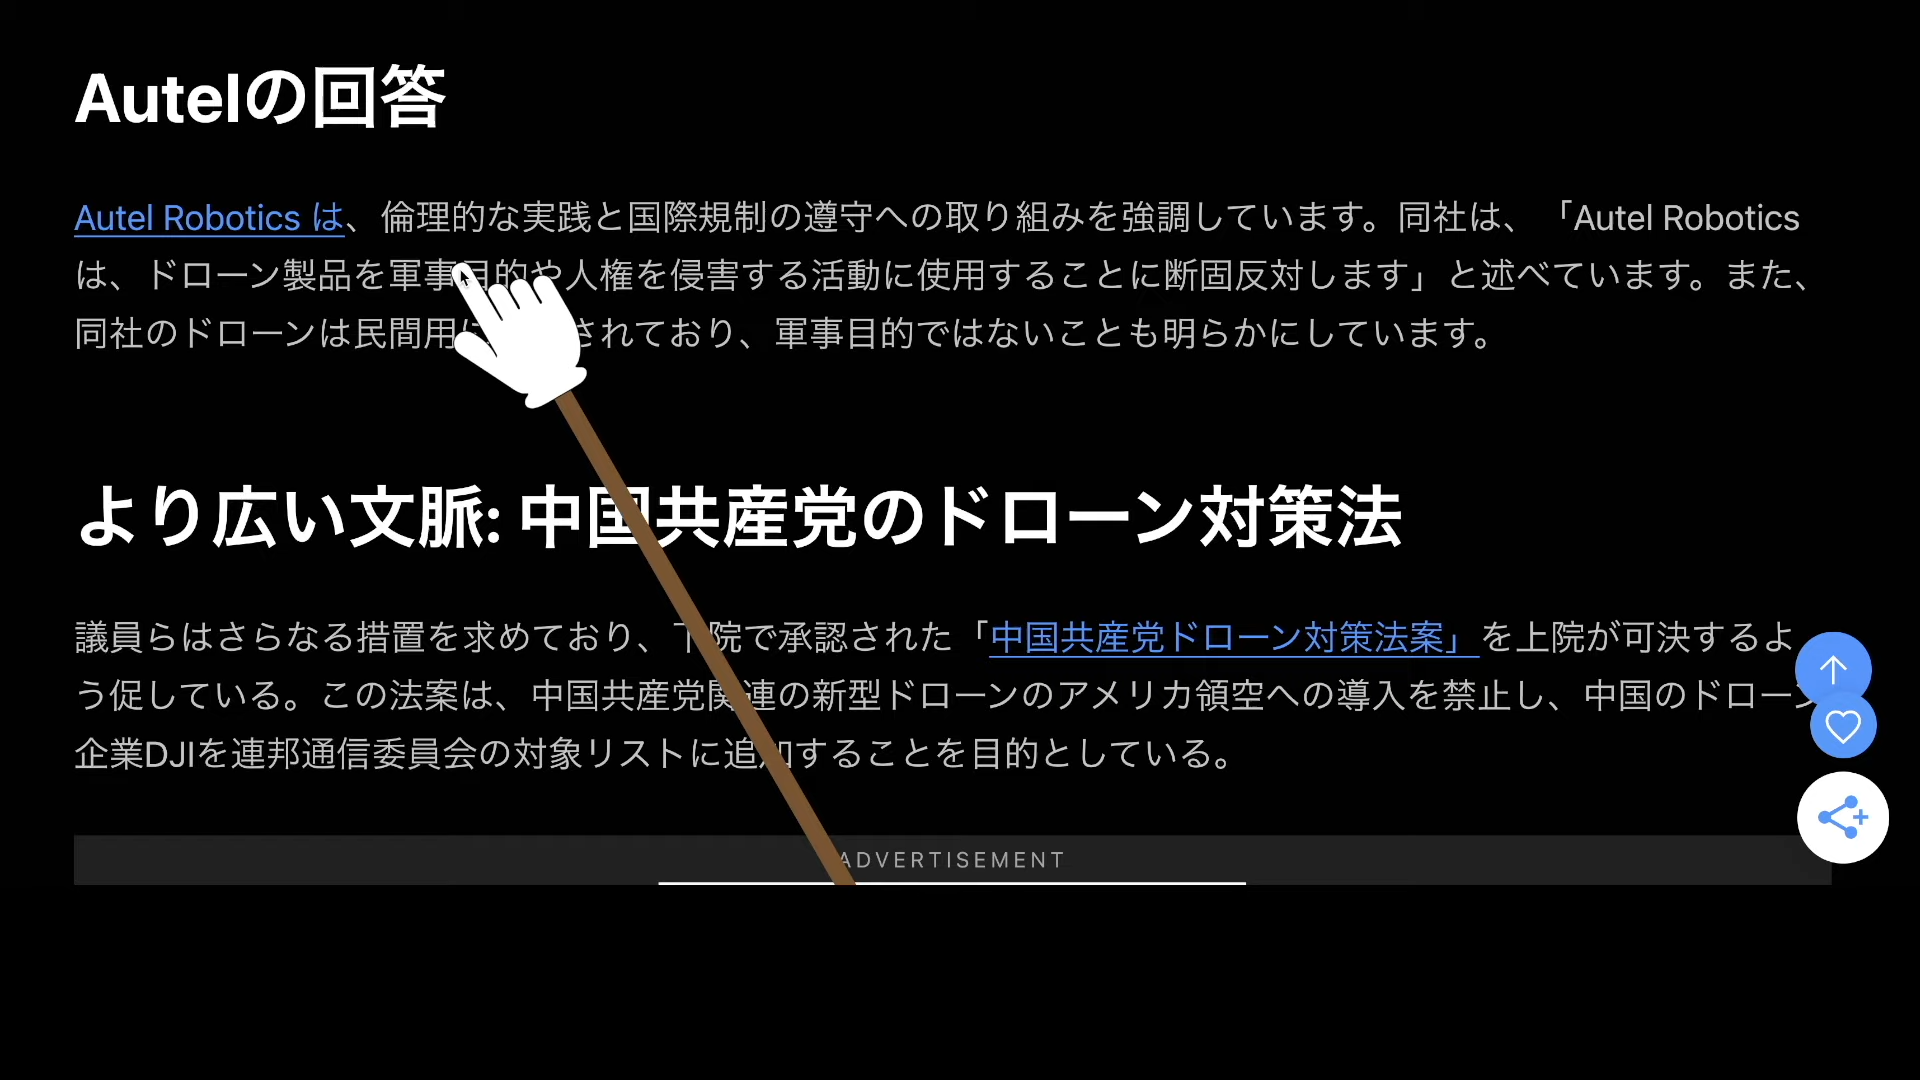 Autelの回答
Autel Robotics は、倫理的な実践と国際規制の遵守への取り組みを強調しています。同社は、「Autel Robotics
は、ドローン製品を軍事目的や人権を侵害する活動に使用することに断固反対します」と述べています。また、
同社のドローンは民間用に されており、軍事目的ではないことも明らかにしています。
より広い文脈: 中国共産党のドローン対策法
議員らはさらなる措置を求めており、下院で承認された「中国共産党ドローン対策法案」を上院が可決するよ
う促している。この法案は、中国共産党関連の新型ドローンのアメリカ領空への導入を禁止し、中国のドローン
企業DJIを連邦通信委員会の対象リストに追加することを目的としている。
ADVERTISEMENT